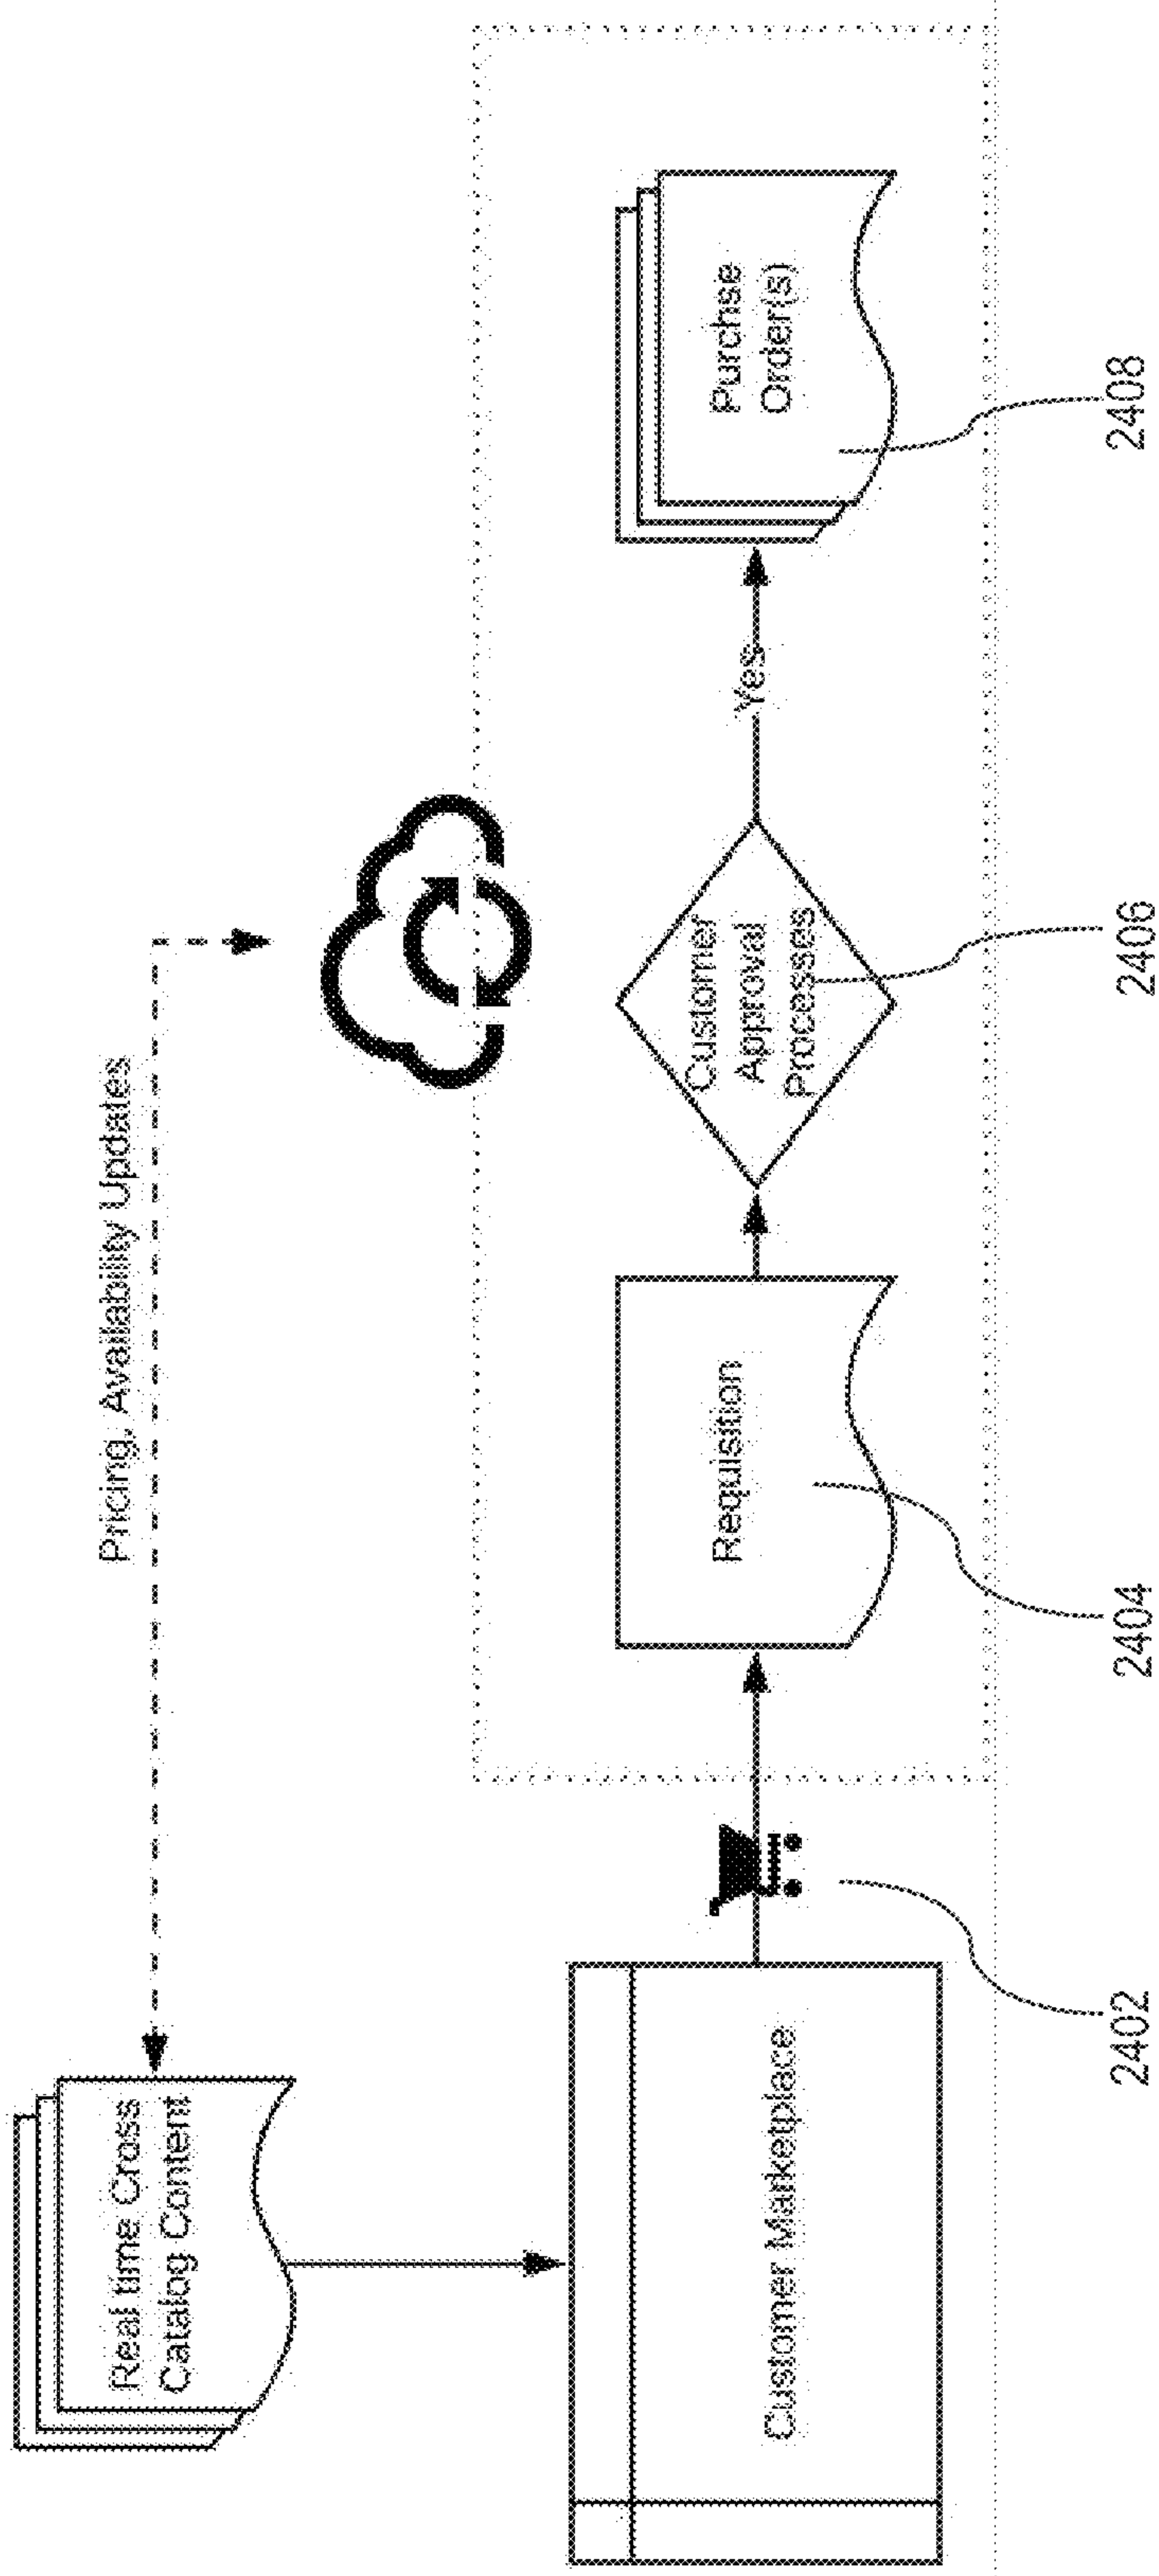 Pricing, Availability Updates
Real time Cross
Catalog Content
Customer Marketplace
Requisition
Customer
Approval
Processes
Yes
Purchse
Order(s)
2402
2404
2406
2408